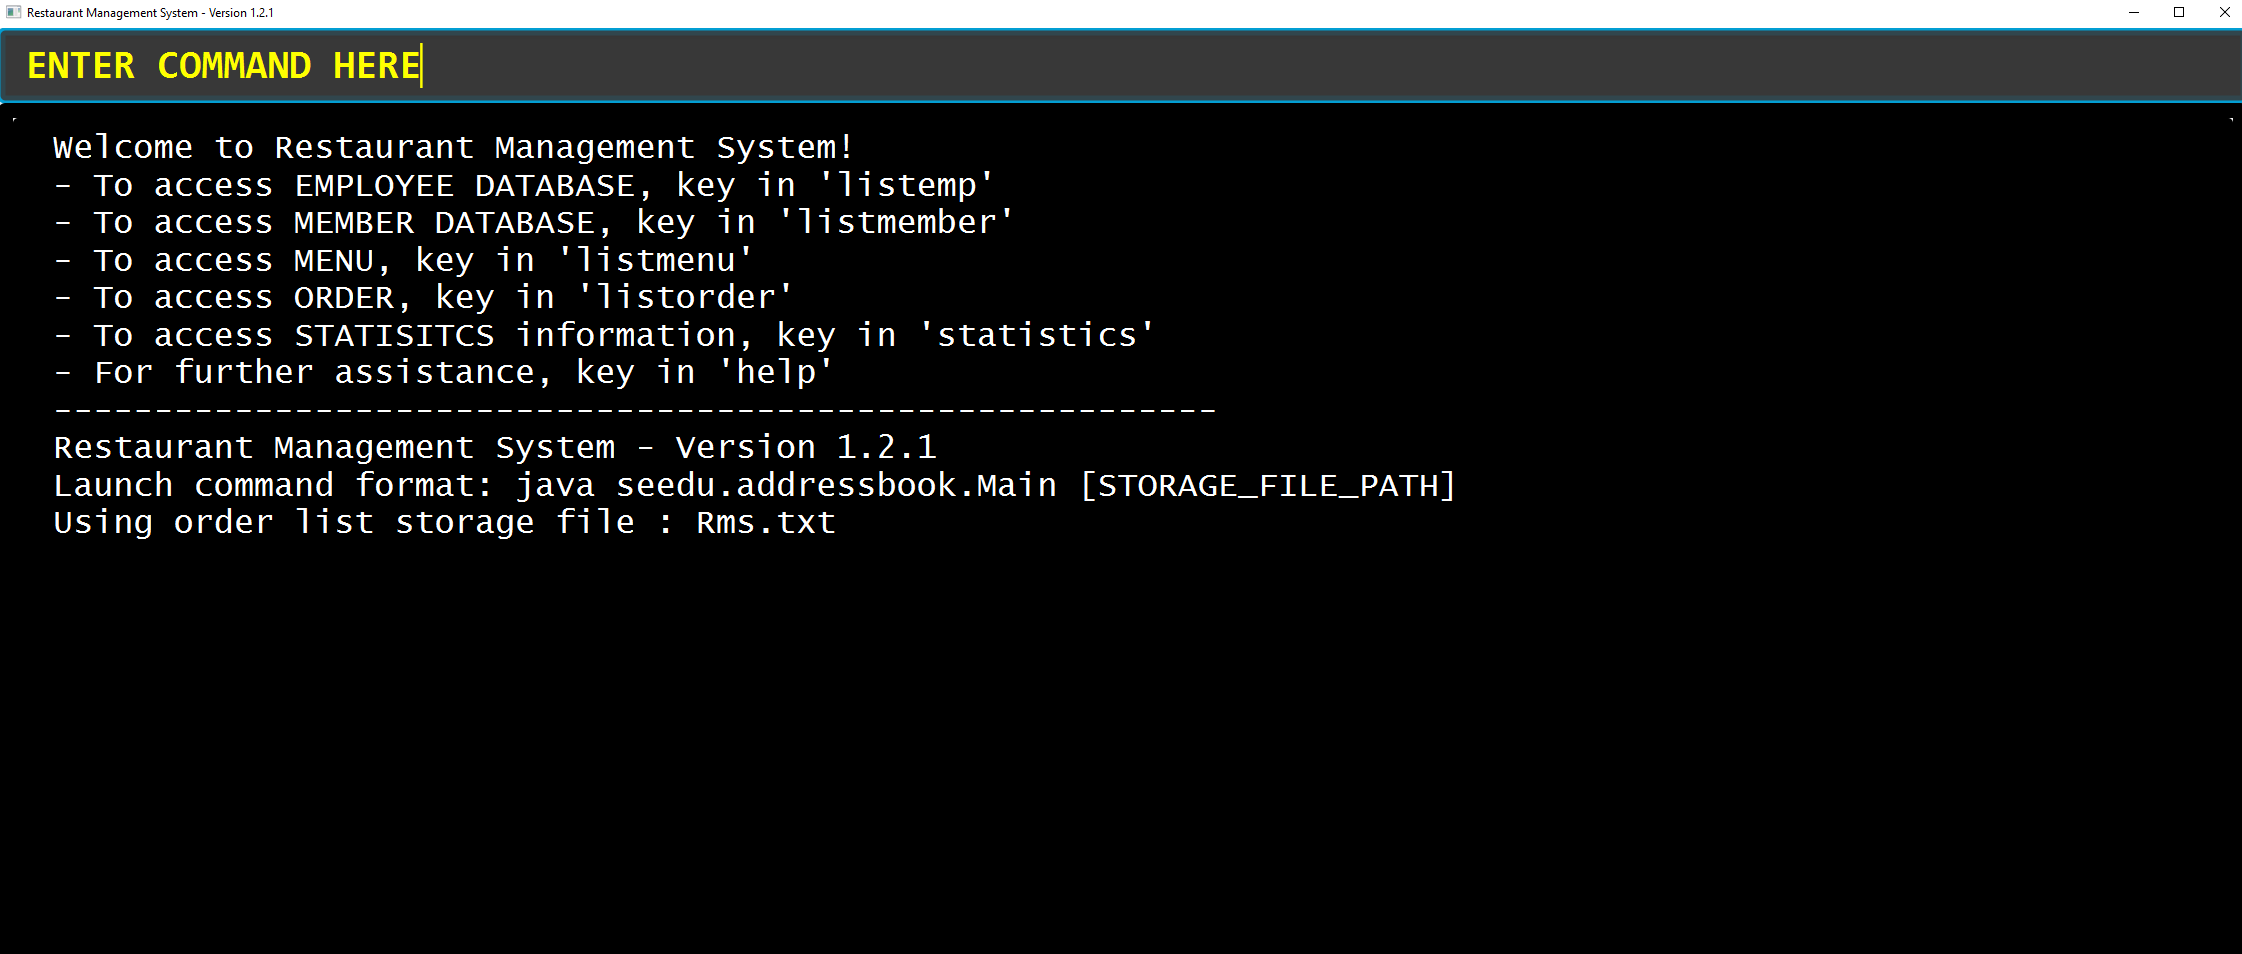 Restaurant Management System - Version 1.2.1
ENTER COMMAND HERE
Welcome to Restaurant Management System!
- To access EMPLOYEE DATABASE, key in 'listemp'
- To access MEMBER DATABASE, key in 'listmember'
- To access MENU, key in 'listmenu'
- To access ORDER, key in 'listorder'
- To access STATISITCS information, key in 'statistics'
- For further assistance, key in 'help'
----------------------------------------------------------
Restaurant Management System - Version 1.2.1
Launch command format: java seedu.addressbook.Main [STORAGE_FILE_PATH]
Using order list storage file : Rms.txt